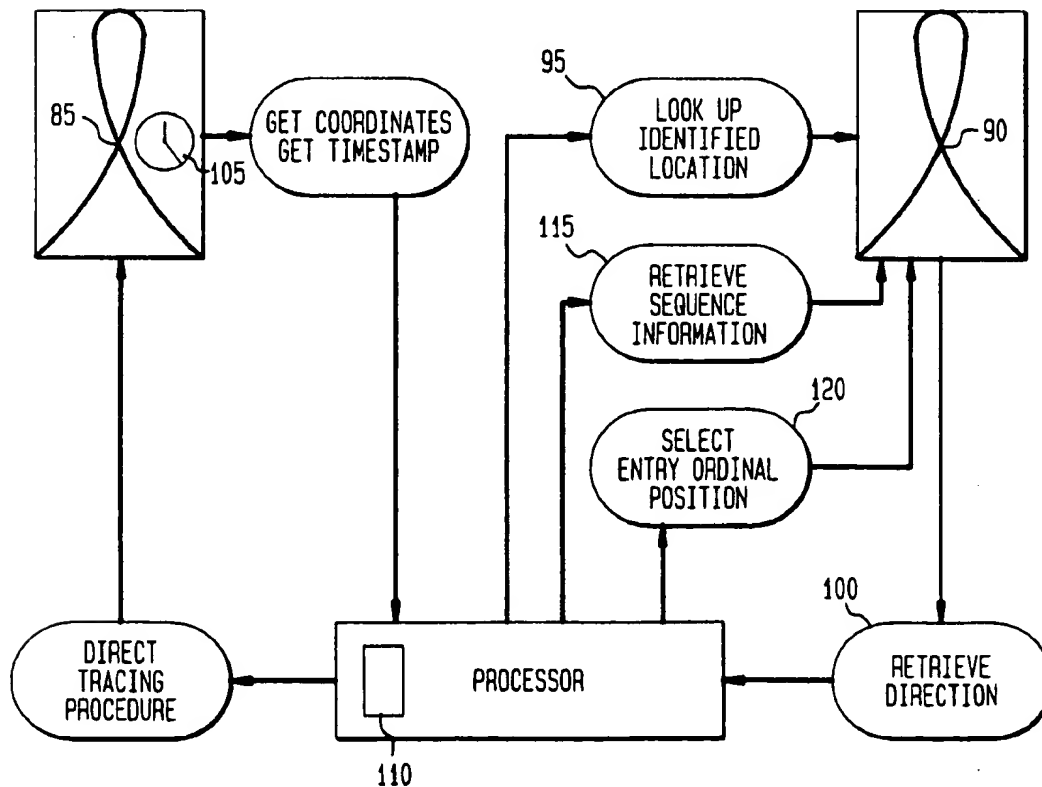 85
105
GET COORDINATES
GET TIMESTAMP
95
LOOK UP
IDENTIFIED
LOCATION
90
115
RETRIEVE
SEQUENCE
INFORMATION
120
SELECT
ENTRY ORDINAL
POSITION
DIRECT
TRACING
PROCEDURE
PROCESSOR
110
100
RETRIEVE
DIRECTION